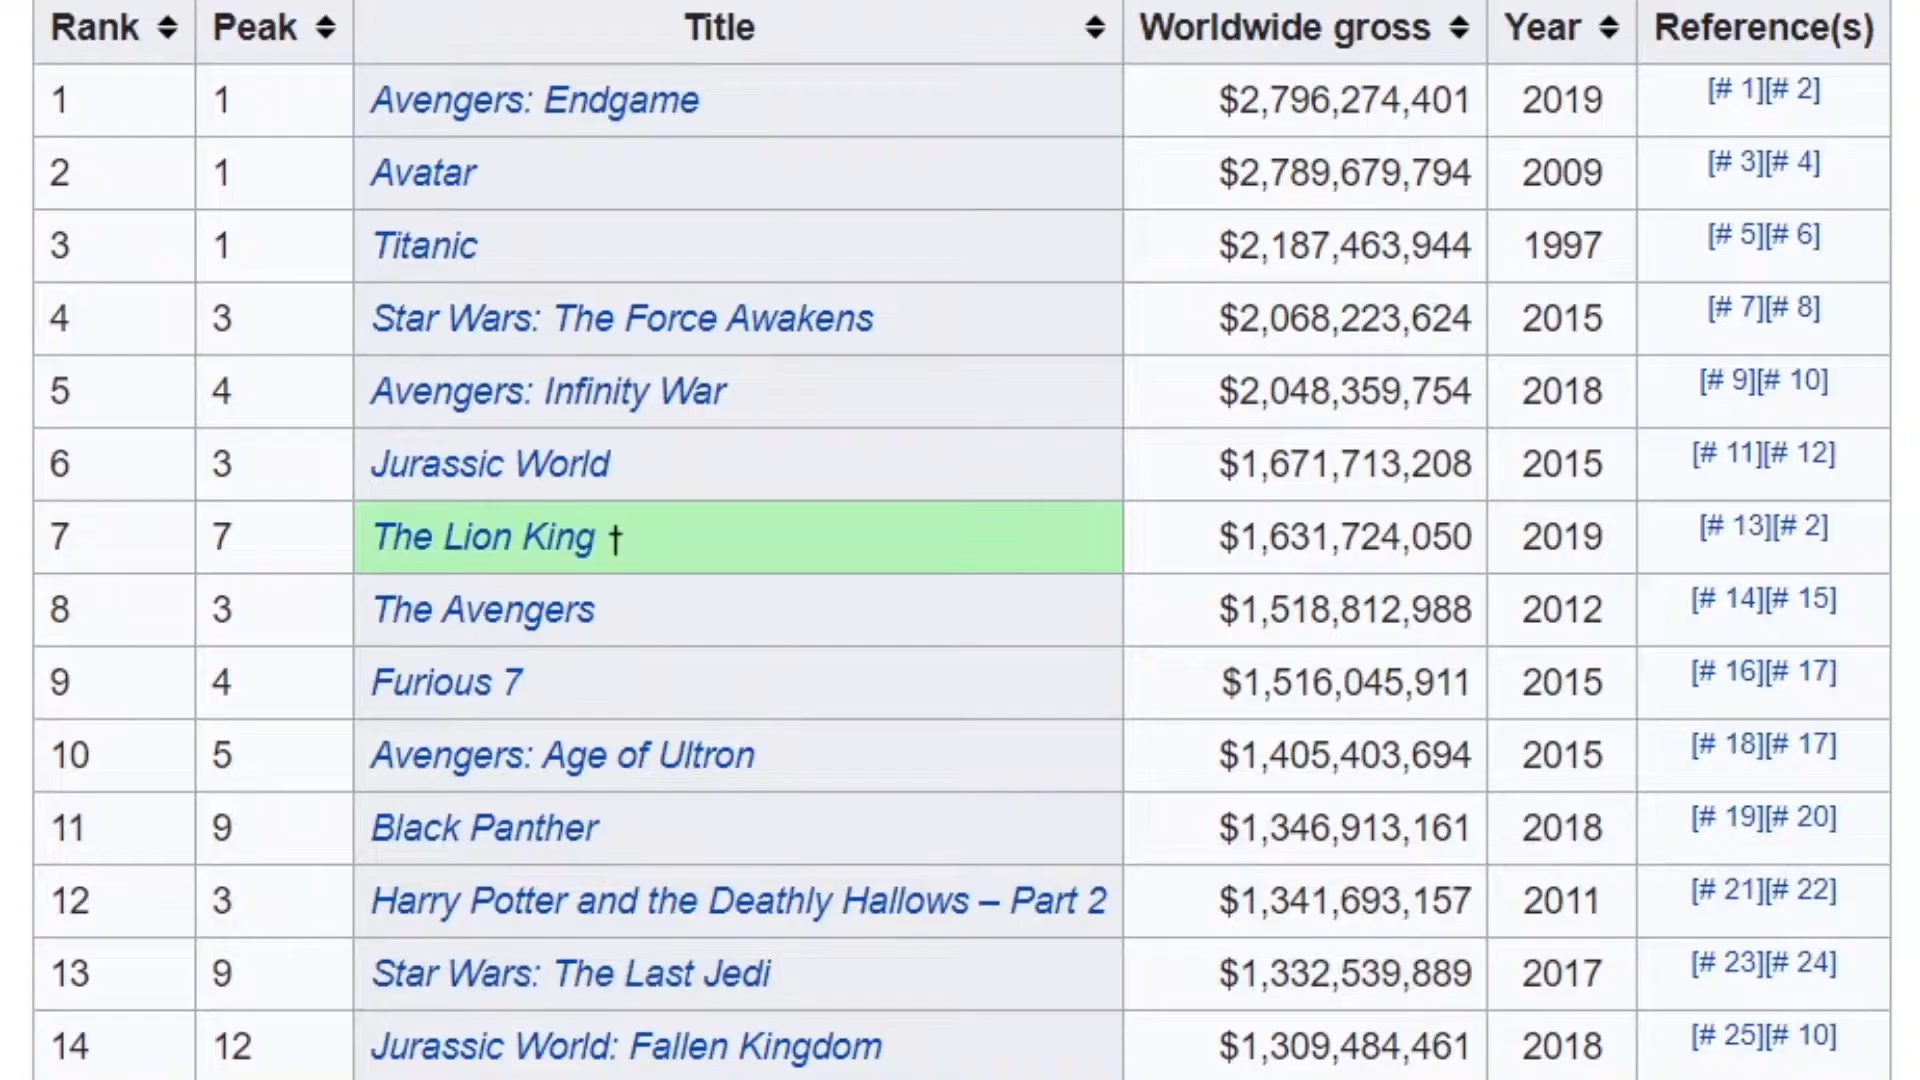 Rank Peak Title Worldwide gross Year Reference(s)
1 1 Avengers: Endgame $2,796,274,401 2019 [# 1][# 2]
2 1 Avatar $2,789,679,794 2009 [# 3][# 4]
3 1 Titanic $2,187,463,944 1997 [# 5][# 6]
4 3 Star Wars: The Force Awakens $2,068,223,624 2015 [# 7][# 8]
5 4 Avengers: Infinity War $2,048,359,754 2018 [# 9][# 10]
6 3 Jurassic World $1,671,713,208 2015 [# 11][# 12]
7 7 The Lion King † $1,631,724,050 2019 [# 13][# 2]
8 3 The Avengers $1,518,812,988 2012 [# 14][# 15]
9 4 Furious 7 $1,516,045,911 2015 [# 16][# 17]
10 5 Avengers: Age of Ultron $1,405,403,694 2015 [# 18][# 17]
11 9 Black Panther $1,346,913,161 2018 [# 19][# 20]
12 3 Harry Potter and the Deathly Hallows – Part 2 $1,341,693,157 2011 [# 21][# 22]
13 9 Star Wars: The Last Jedi $1,332,539,889 2017 [# 23][# 24]
14 12 Jurassic World: Fallen Kingdom $1,309,484,461 2018 [# 25][# 10]